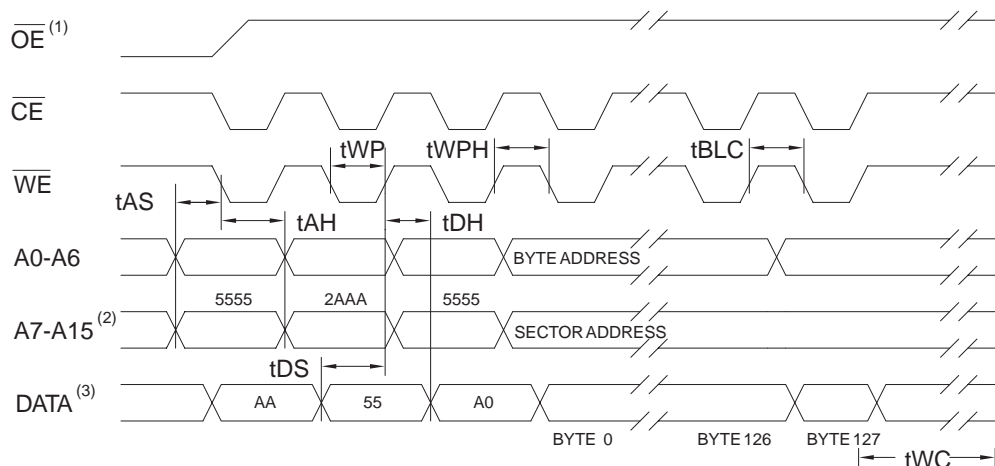 OE (1)
CE
tWP tWPH tBLC
WE
tAS
tAH tDH
A0-A6 BYTE ADDRESS
5555 2AAA 5555
A7-A15 (2) SECTOR ADDRESS
tDS
DATA (3) AA 55 A0
BYTE 0 BYTE 126 BYTE 127
tWC